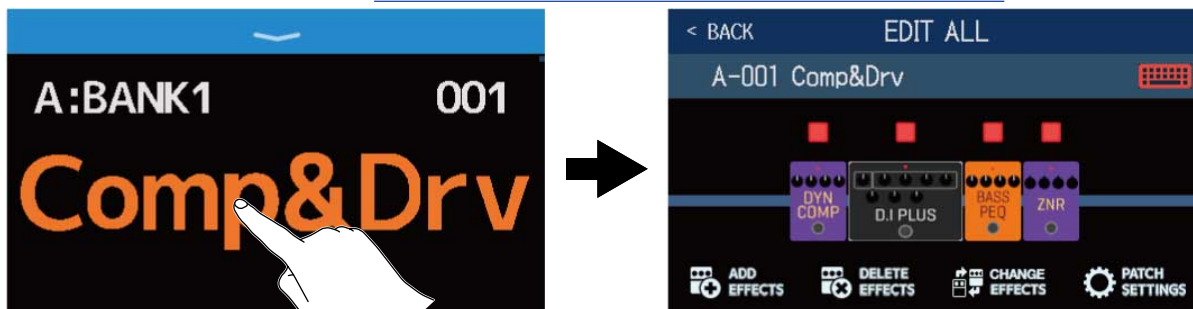 A:BANK1 001
Comp&Drv
< BACK EDIT ALL
A-001 Comp&Drv
DYN
COMP
D.I PLUS
BASS
PEQ
ZNR
ADD
EFFECTS
DELETE
EFFECTS
CHANGE
EFFECTS
PATCH
SETTINGS